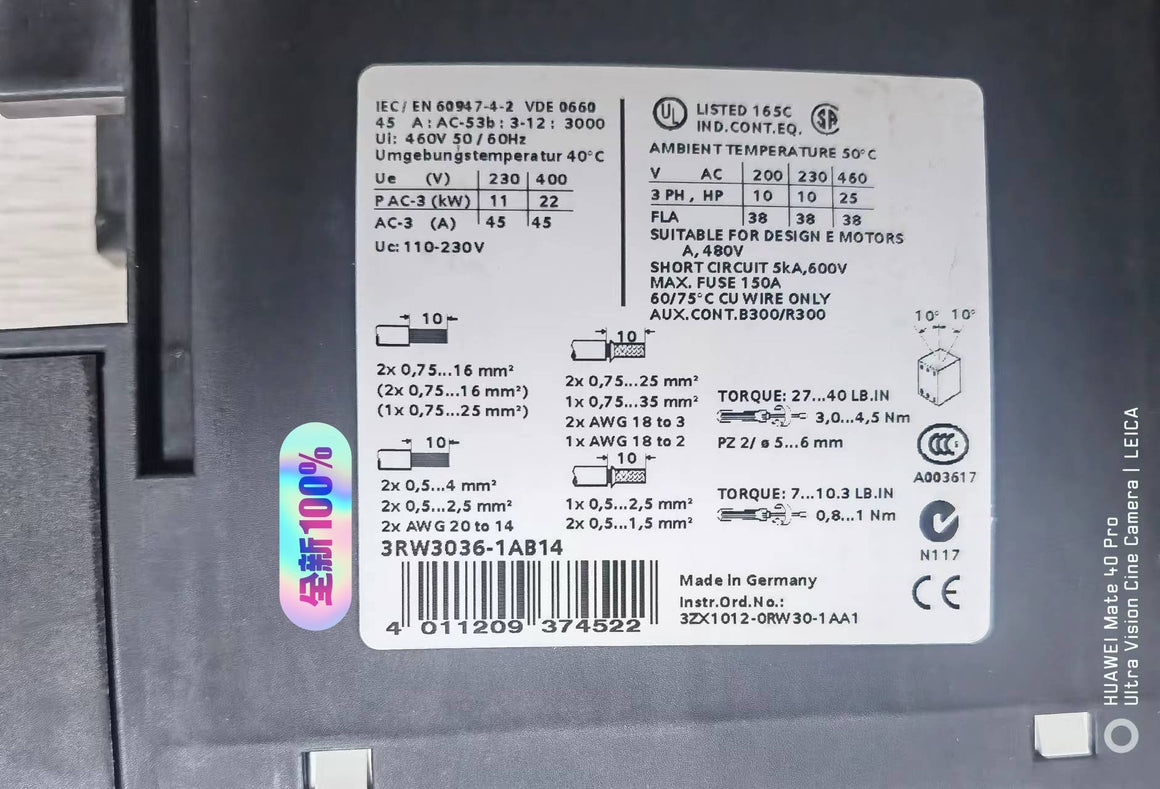 IEC/ EN 60947-4-2 VDE 0660
45 A: AC-53b: 3-12: 3000
Ui: 460V 50/60Hz
Umgebungstemperatur 40°C
Ue (V) 230 400
P AC-3 (kW) 11 22
AC-3 (A) 45 45
Uc: 110-230V
UL LISTED 165C
IND.CONT.EQ.
SA
AMBIENT TEMPERATURE 50°C
V AC 200 230 460
3 PH, HP 10 10 25
FLA 38 38 38
SUITABLE FOR DESIGN E MOTORS
A, 480V
SHORT CIRCUIT 5kA,600V
MAX. FUSE 150A
60/75°C CU WIRE ONLY
AUX.CONT.B300/R300
10
2x 0,75...16 mm²
(2x 0,75...16 mm²)
(1x 0,75...25 mm²)
10
2x 0,75...25 mm²
1x 0,75...35 mm²
2x AWG 18 to 3
1x AWG 18 to 2
TORQUE: 27...40 LB.IN
3,0...4,5 Nm
PZ 2/ ø 5...6 mm
10° 10°
CCC
A003617
10
2x 0,5...4 mm²
2x 0,5...2,5 mm²
2x AWG 20 to 14
10
1x 0,5...2,5 mm²
2x 0,5...1,5 mm²
TORQUE: 7...10.3 LB.IN
0,8...1 Nm
N117
CE
3RW3036-1AB14
4 011209 374522
Made in Germany
Instr.Ord.No.:
3ZX1012-0RW30-1AA1
全新100%
HUAWEI Mate 40 Pro
Ultra Vision Cine Camera | LEICA